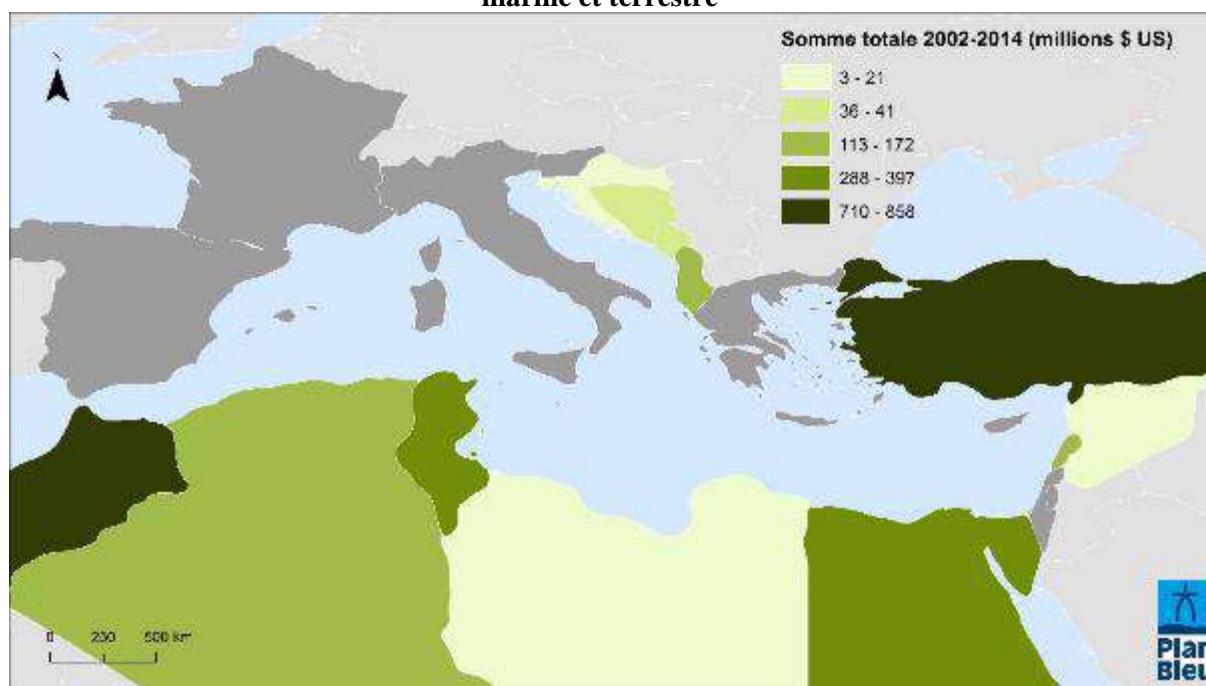 marine et terrestre
Somme totale 2002-2014 (millions $ US)
3 - 21
36 - 41
113 - 172
288 - 397
710 - 858
0 250 500 km
Plan
Bleu